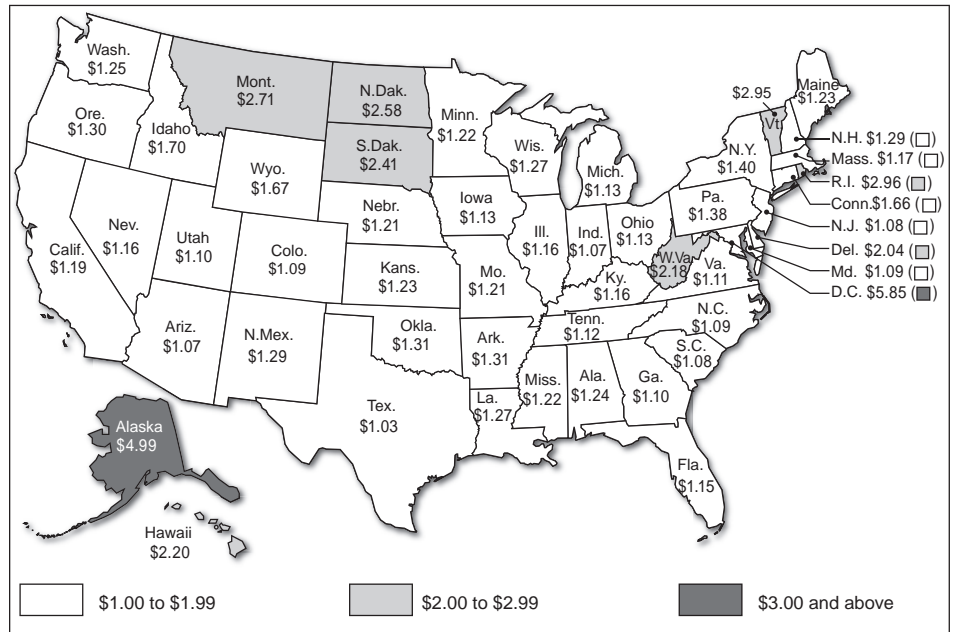 Wash.
$1.25
Ore.
$1.30
Idaho
$1.70
Mont.
$2.71
N.Dak.
$2.58
S.Dak.
$2.41
Wyo.
$1.67
Nebr.
$1.21
Minn.
$1.22
Iowa
$1.13
Wis.
$1.27
Mich.
$1.13
Calif.
$1.19
Nev.
$1.16
Utah
$1.10
Colo.
$1.09
Kans.
$1.23
Mo.
$1.21
Ill.
$1.16
Ind.
$1.07
Ohio
$1.13
Ky.
$1.16
W.Va.
$2.18
Va.
$1.11
Pa.
$1.38
N.Y.
$1.40
$2.95
Vt.
Maine
$1.23
N.H. $1.29 (□)
Mass. $1.17 (□)
R.I. $2.96 (■)
Conn.$1.66 (□)
N.J. $1.08 (□)
Del. $2.04 (■)
Md. $1.09 (□)
D.C. $5.85 (■)
Ariz.
$1.07
N.Mex.
$1.29
Okla.
$1.31
Ark.
$1.31
Tenn.
$1.12
N.C.
$1.09
S.C.
$1.08
Tex.
$1.03
La.
$1.27
Miss.
$1.22
Ala.
$1.24
Ga.
$1.10
Fla.
$1.15
Alaska
$4.99
Hawaii
$2.20
$1.00 to $1.99
$2.00 to $2.99
$3.00 and above